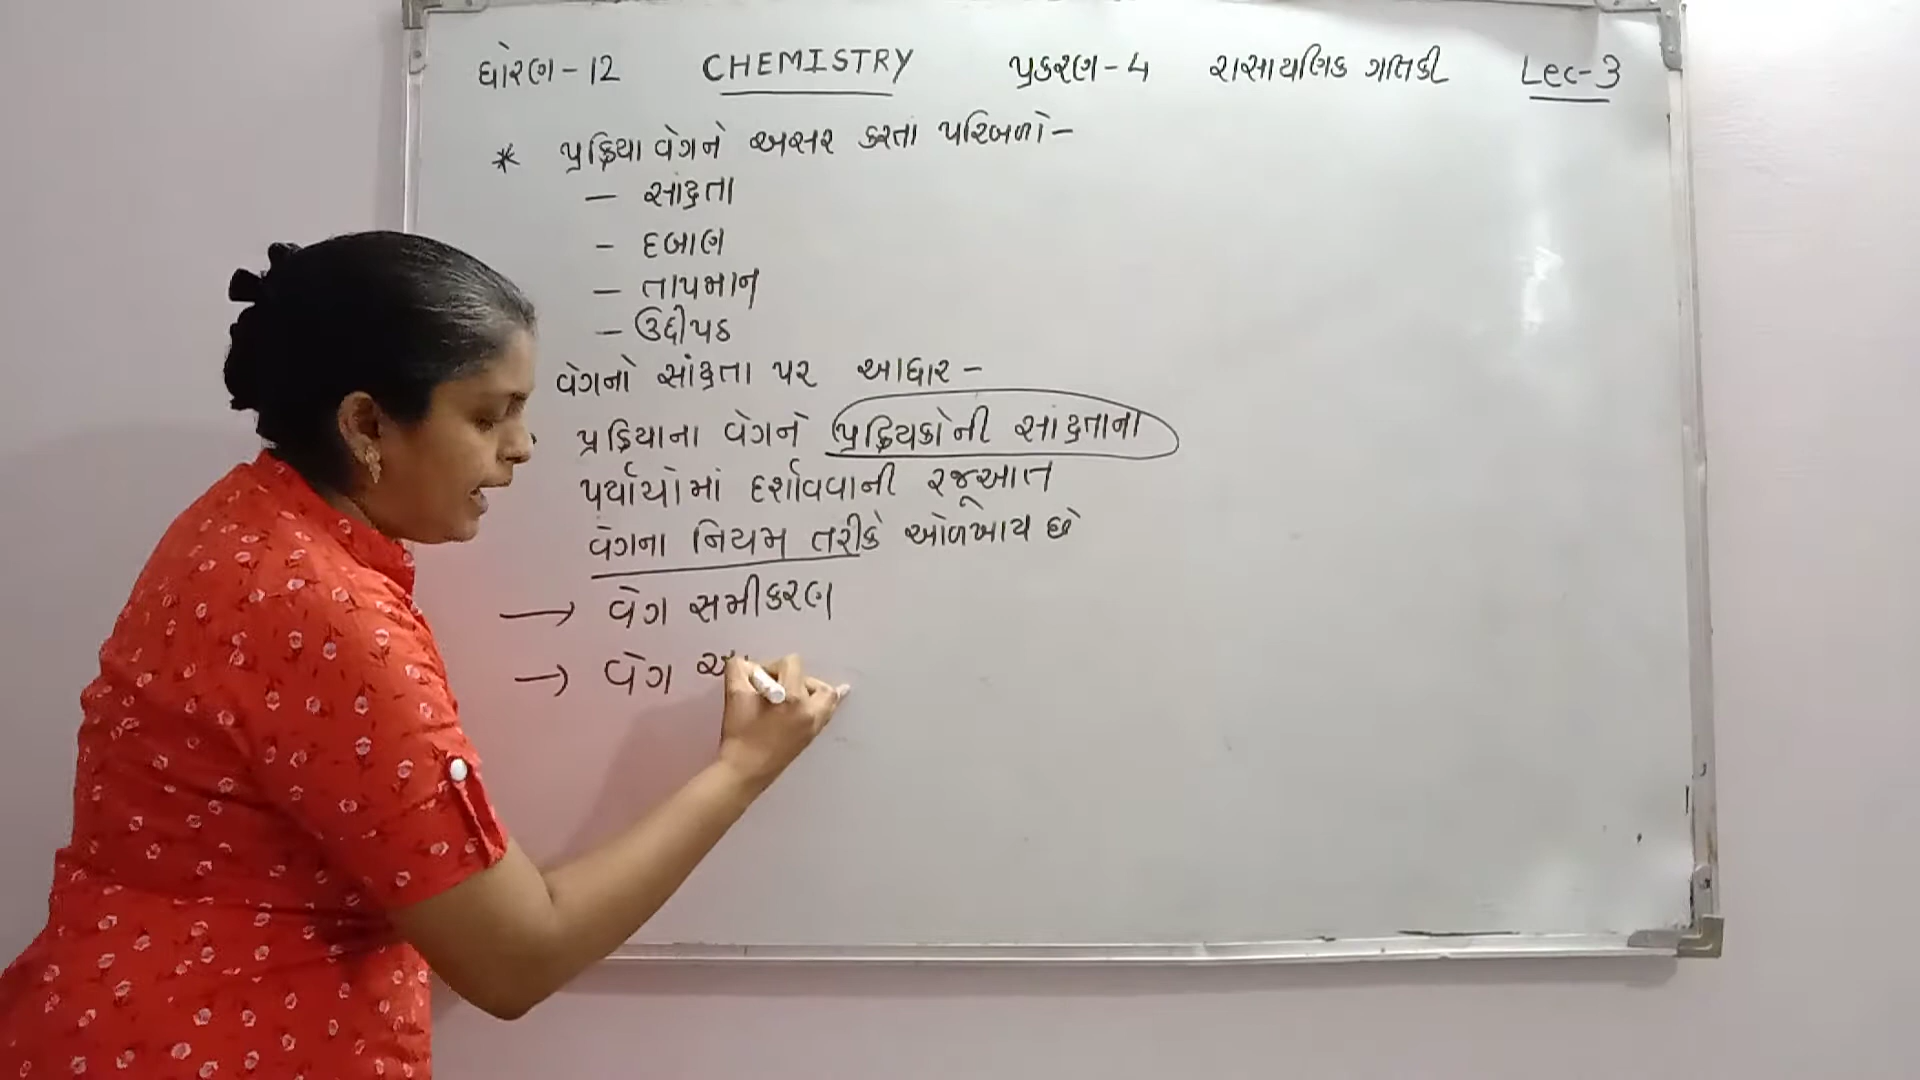 ધોરણ - 12 CHEMISTRY પ્રકરણ - 4 રાસાયણિક ગતિકી Lec-3
* પ્રક્રિયા વેગને અસર કરતાં પરિબળો -
- સાંદ્રતા
- દબાણ
- તાપમાન
- ઉદ્દીપક
વેગનો સાંદ્રતા પર આધાર -
પ્રક્રિયાના વેગને પ્રક્રિયકોની સાંદ્રતાના
પર્યાયોમાં દર્શાવવાની રજૂઆત
વેગના નિયમ તરીકે ઓળખાય છે
→ વેગ સમીકરણ
→ વેગ